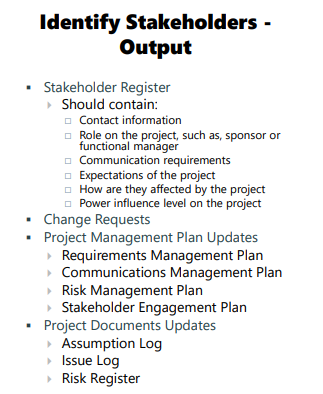 Identify Stakeholders -
Output
Stakeholder Register
Should contain:
Contact information
Role on the project, such as, sponsor or
functional manager
Communication requirements
Expectations of the project
How are they affected by the project
Power influence level on the project
Change Requests
Project Management Plan Updates
Requirements Management Plan
Communications Management Plan
Risk Management Plan
Stakeholder Engagement Plan
Project Documents Updates
Assumption Log
Issue Log
Risk Register